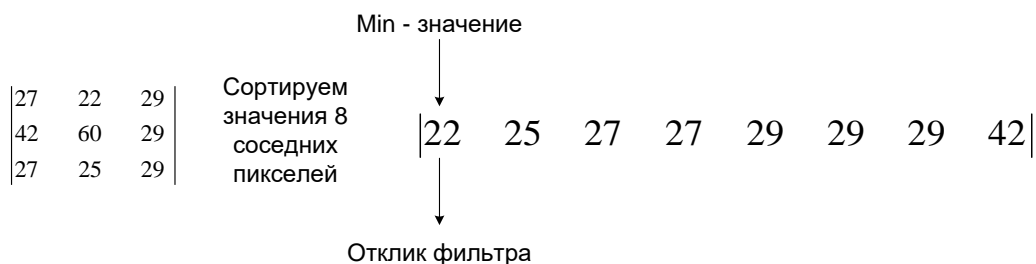 Min - значение
27 22 29
42 60 29
27 25 29
Сортируем
значения 8
соседних
пикселей
22 25 27 27 29 29 29 42
Отклик фильтра